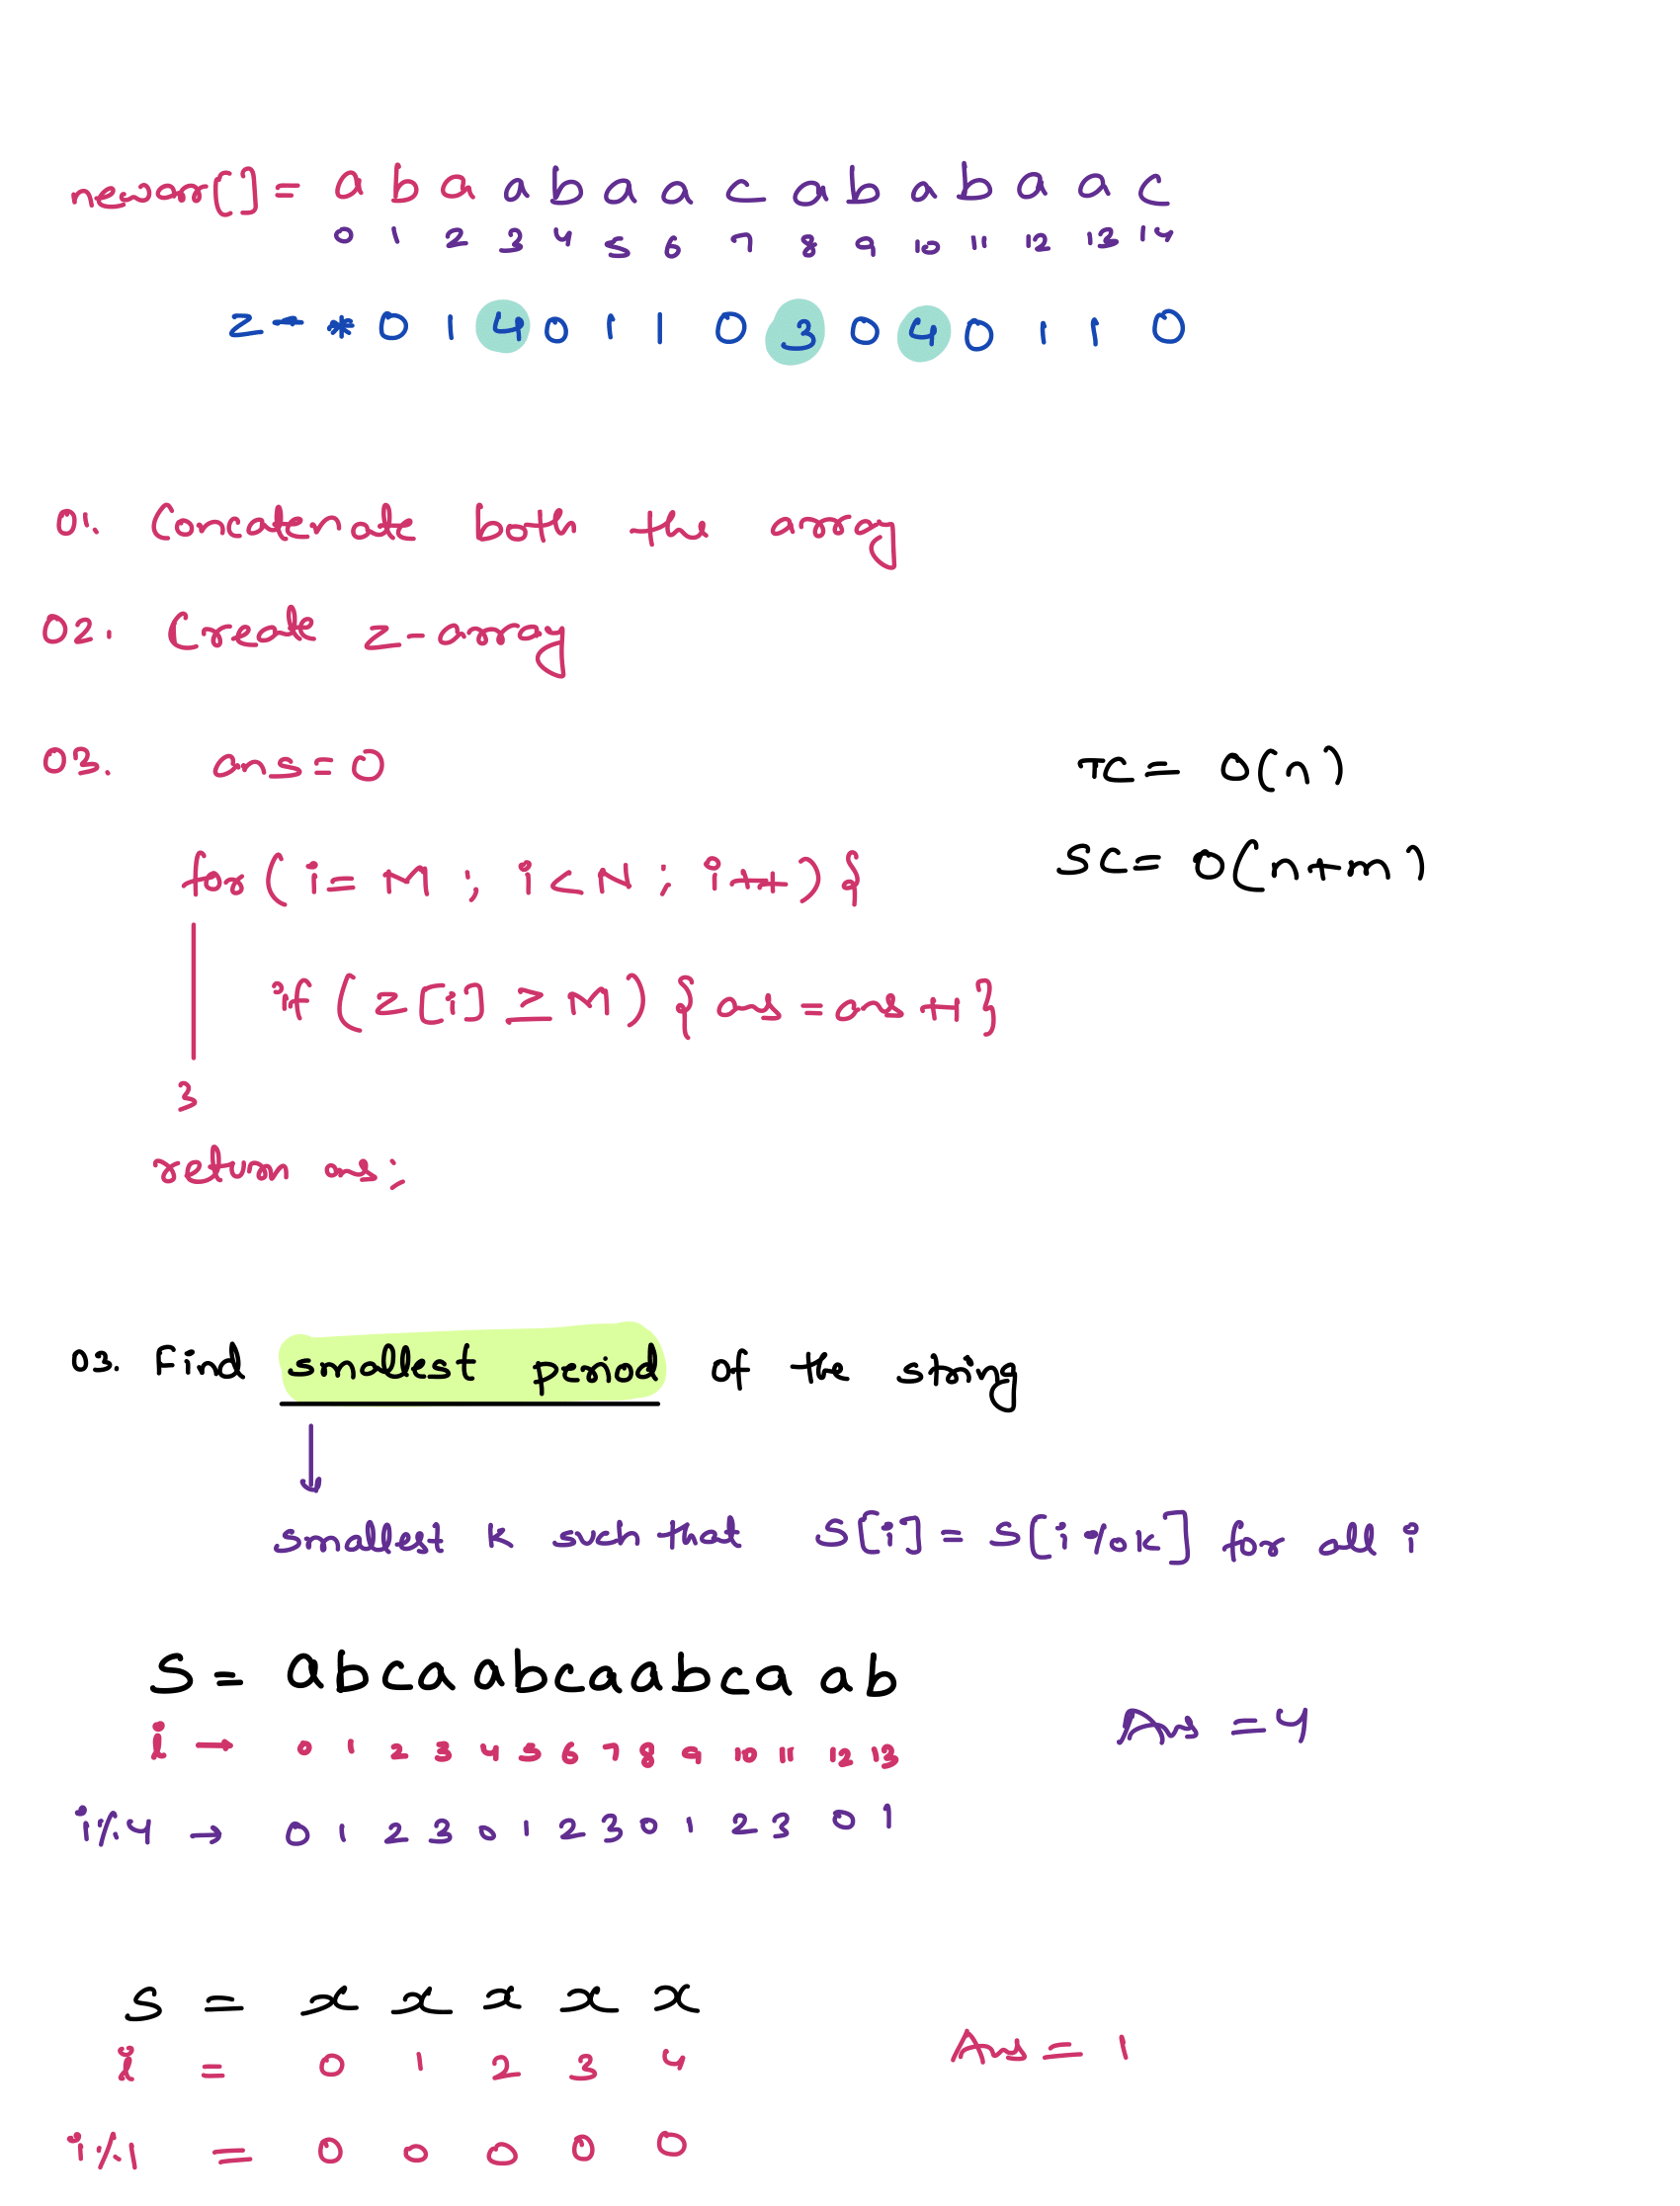 newarr[] = a b a a b a a c a b a b a a c
0 1 2 3 4 5 6 7 8 9 10 11 12 13 14
z → * 0 1 4 0 1 1 0 3 0 4 0 1 1 0
01. Concatenate both the array
02. Create z-array
03. ans = 0
TC = O(n)
SC = O(n+m)
for ( i = M ; i < N ; i++ ) {
if ( z[i] ≥ M ) { ans = ans + 1 }
}
return ans;
03. Find smallest period of the string
↓
smallest k such that S[i] = S[i % k] for all i
S = abca abcaabca ab
i → 0 1 2 3 4 5 6 7 8 9 10 11 12 13
Ans = 4
i%4 → 0 1 2 3 0 1 2 3 0 1 2 3 0 1
S = x x x x x
i = 0 1 2 3 4
Ans = 1
i%1 = 0 0 0 0 0